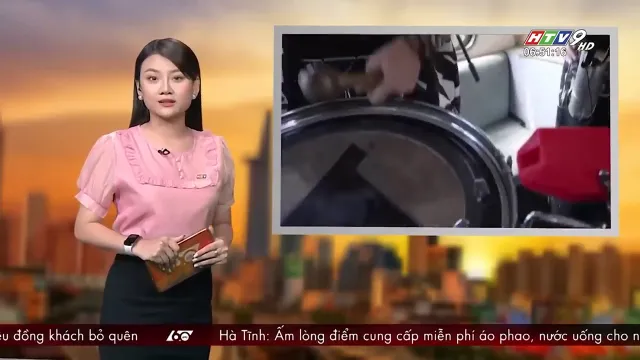 HTV9 HD
06:51:16
ệu đồng khách bỏ quên
Hà Tĩnh: Ấm lòng điểm cung cấp miễn phí áo phao, nước uống cho n